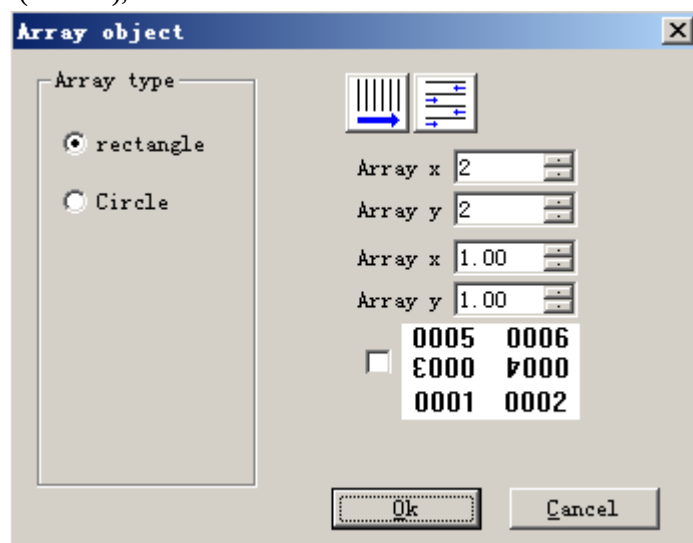 Array object
Array type
rectangle
Circle
Array x 2
Array y 2
Array x 1.00
Array y 1.00
0005 0006
0003 0004
0001 0002
Ok
Cancel